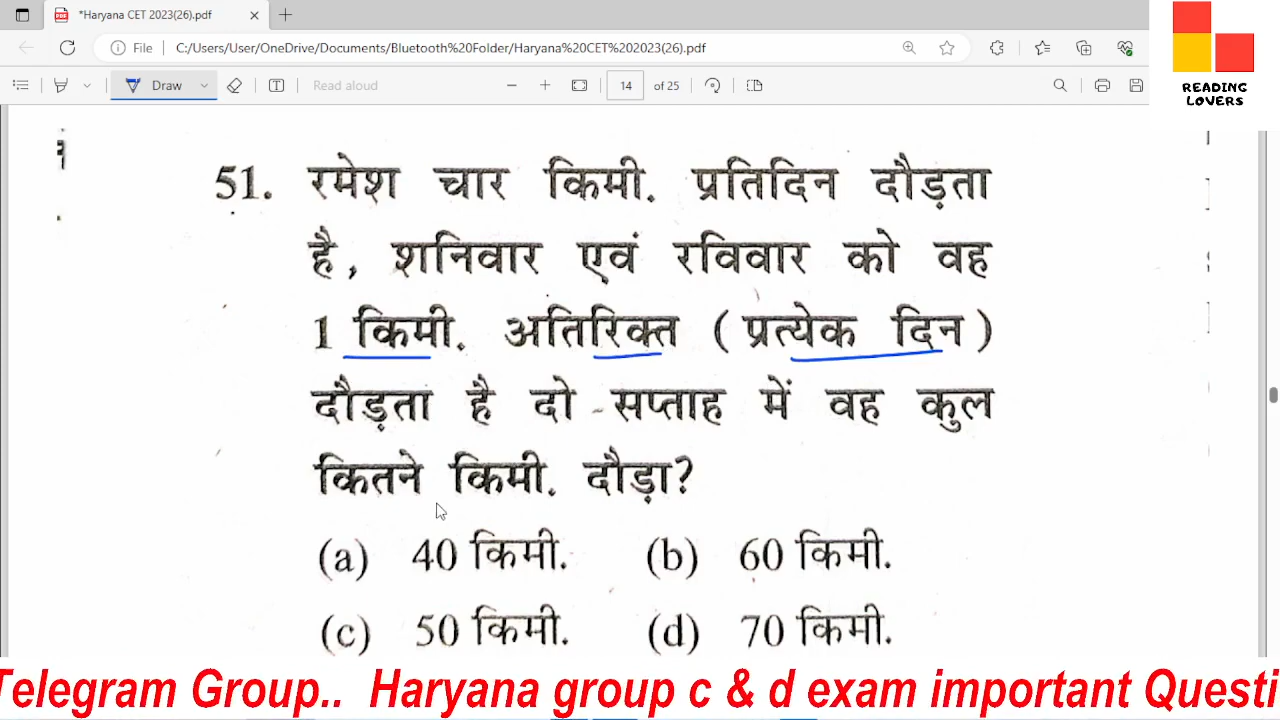 *Haryana CET 2023(26).pdf
File C:/Users/User/OneDrive/Documents/Bluetooth%20Folder/Haryana%20CET%202023(26).pdf
Draw Read aloud 14 of 25
READING
LOVERS
51. रमेश चार किमी. प्रतिदिन दौड़ता
है, शनिवार एवं रविवार को वह
1 किमी. अतिरिक्त (प्रत्येक दिन)
दौड़ता है दो सप्ताह में वह कुल
कितने किमी. दौड़ा?
(a) 40 किमी. (b) 60 किमी.
(c) 50 किमी. (d) 70 किमी.
Telegram Group.. Haryana group c & d exam important Questi